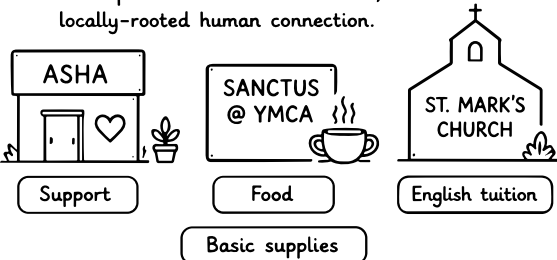 locally-rooted human connection.
ASHA
SANCTUS
@ YMCA
ST. MARK'S
CHURCH
Support
Food
English tuition
Basic supplies